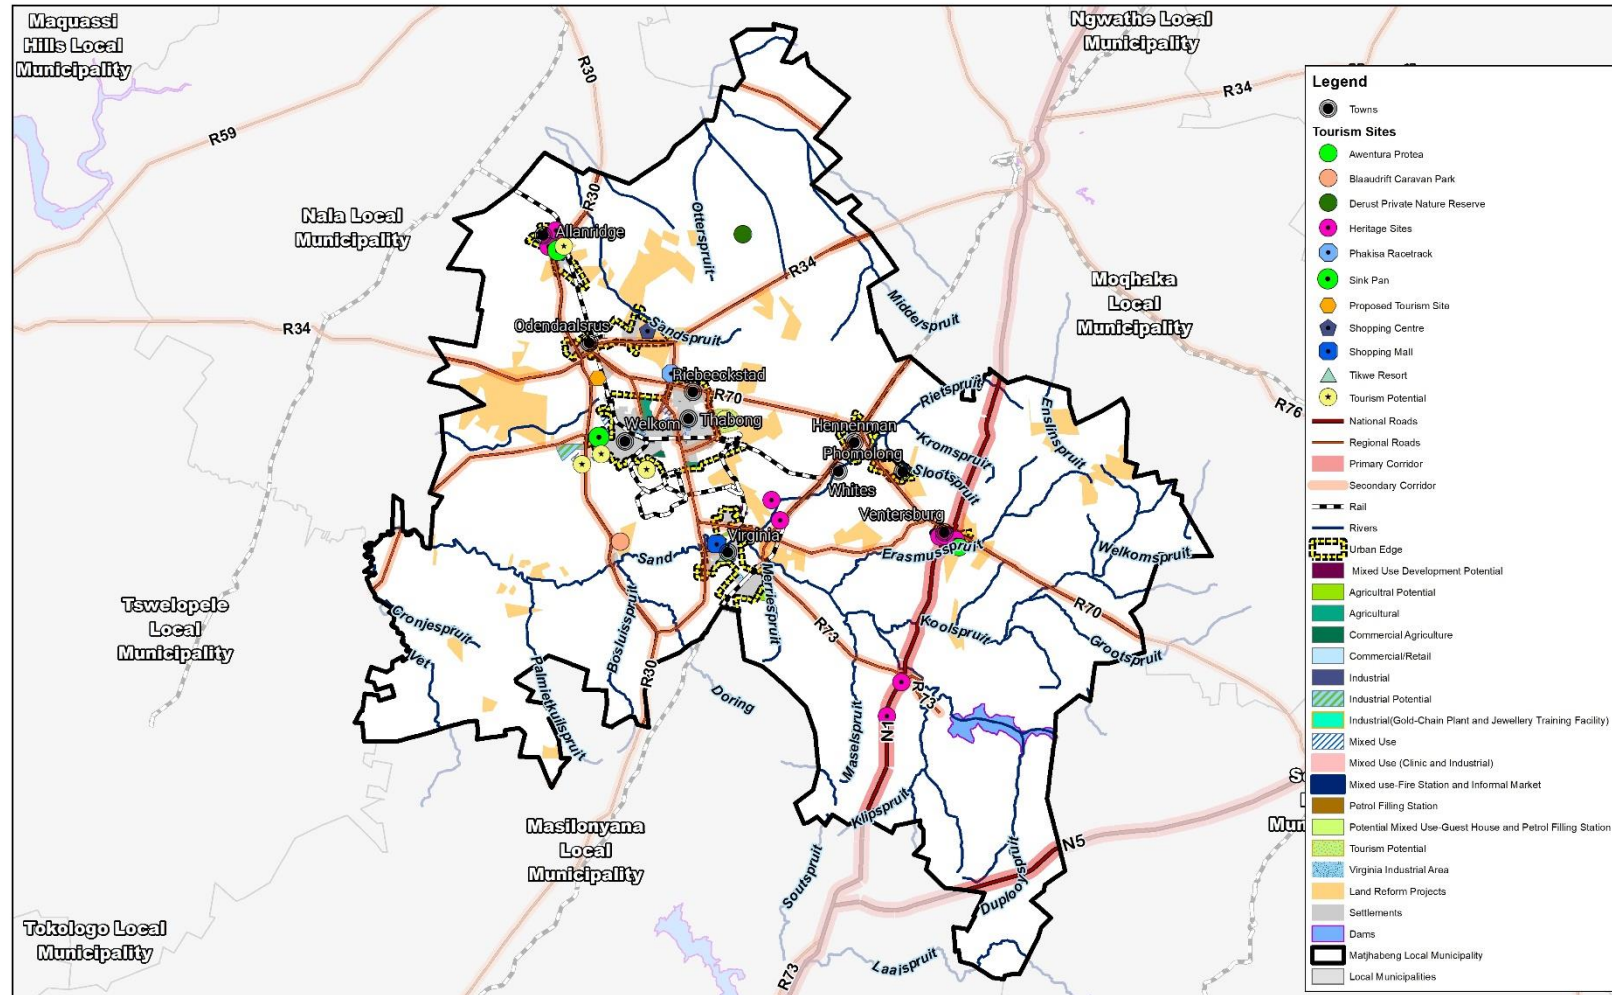 Maquassi
Hills Local
Municipality
Ngwathe Local
Municipality
R30
R34
R59
Nala Local
Municipality
R30
Allanridge
Otterspruit
R34
Moqhaka
Local
Municipality
Middelspruit
R34
Odendaalsrus
Sandspruit
Riebeeckstad
R70
Rietspruit
Enslinspruit
R76
Welkom
Thabong
Hennenman
Kromspruit
Phomolong
Slootspruit
Whites
Ventersburg
Virginia
Sand
Erasmusspruit
Welkomspruit
Merriespruit
Tswelopele
Local
Municipality
Cronjespruit
Vet
Bosluisspruit
R73
Koolspruit
R70
Grootspruit
Palmietkuilspruit
R30
Doring
R73
Maselspruit
N1
Klipspruit
Masilonyana
Local
Municipality
N5
Soutspruit
Duplooyspruit
Tokologo Local
Municipality
R73
Laaispruit
Legend
Towns
Tourism Sites
Awentura Protea
Blaaudrift Caravan Park
Derust Private Nature Reserve
Heritage Sites
Phakisa Racetrack
Sink Pan
Proposed Tourism Site
Shopping Centre
Shopping Mall
Tikwe Resort
Tourism Potential
National Roads
Regional Roads
Primary Corridor
Secondary Corridor
Rail
Rivers
Urban Edge
Mixed Use Development Potential
Agricultral Potential
Agricultural
Commercial Agriculture
Commercial/Retail
Industrial
Industrial Potential
Industrial(Gold-Chain Plant and Jewellery Training Facility)
Mixed Use
Mixed Use (Clinic and Industrial)
Mixed use-Fire Station and Informal Market
Petrol Filling Station
Potential Mixed Use-Guest House and Petrol Filling Station
Tourism Potential
Virginia Industrial Area
Land Reform Projects
Settlements
Dams
Matjhabeng Local Municipality
Local Municipalities